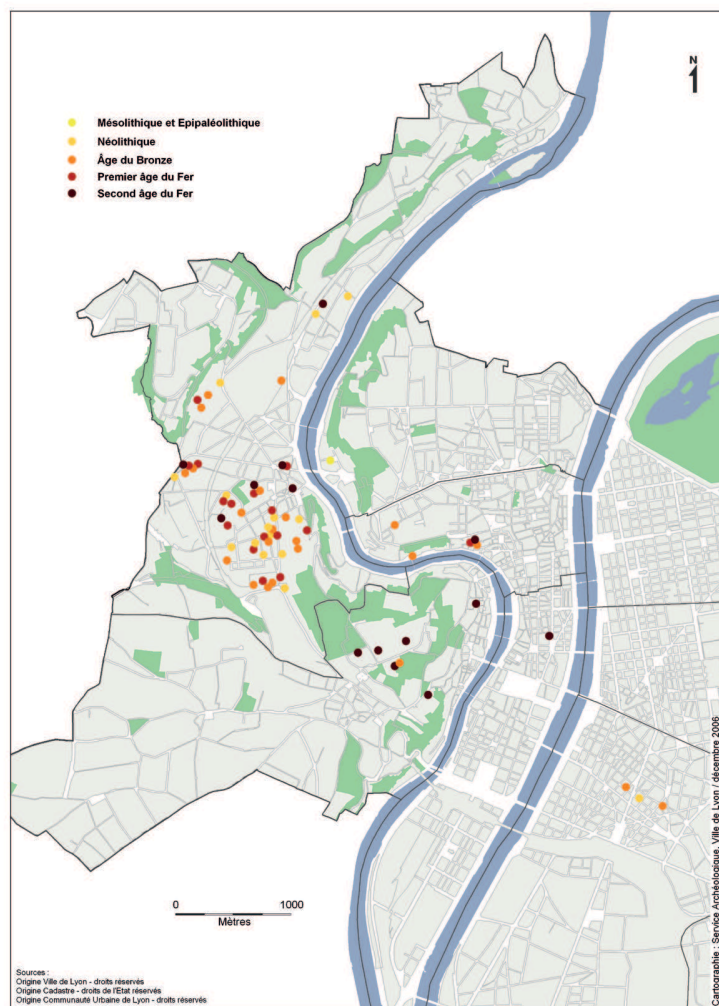 N
Mésolithique et Epipaléolithique
Néolithique
Âge du Bronze
Premier âge du Fer
Second âge du Fer
0 1000
Mètres
Sources :
Origine Ville de Lyon - droits réservés
Origine Cadastre - droits de l'Etat réservés
Origine Communauté Urbaine de Lyon - droits réservés
Cartographie : Service Archéologique, Ville de Lyon / décembre 2006